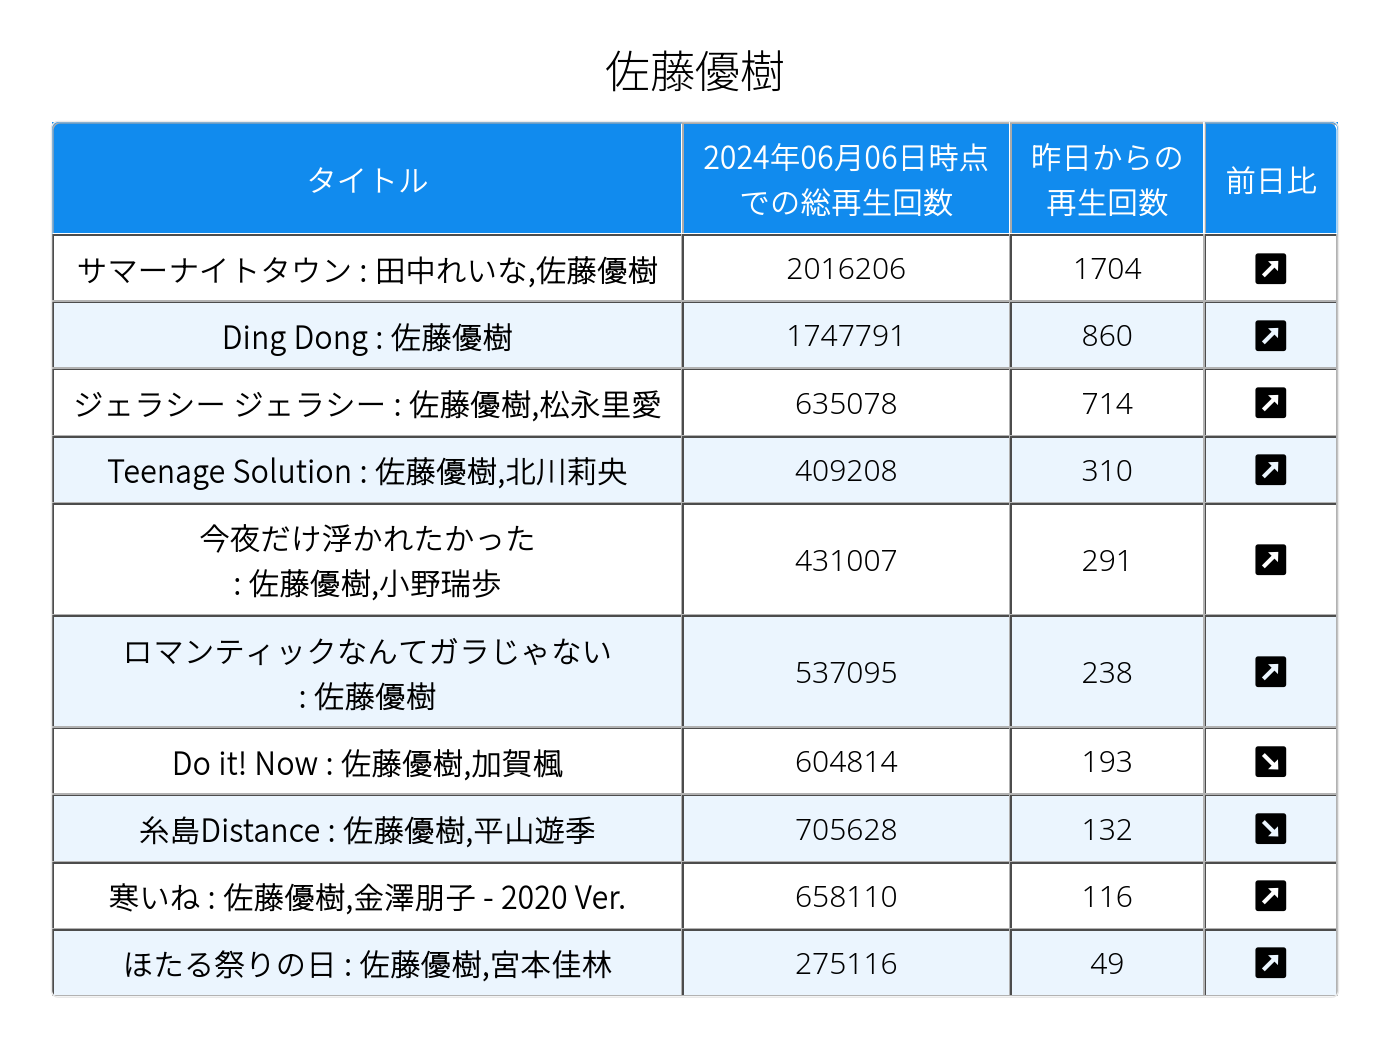 佐藤優樹
タイトル
2024年06月06日時点
での総再生回数
昨日からの
再生回数
前日比
サマーナイトタウン : 田中れいな,佐藤優樹 2016206 1704
Ding Dong : 佐藤優樹 1747791 860
ジェラシー ジェラシー : 佐藤優樹,松永里愛 635078 714
Teenage Solution : 佐藤優樹,北川莉央 409208 310
今夜だけ浮かれたかった
: 佐藤優樹,小野瑞歩 431007 291
ロマンティックなんてガラじゃない
: 佐藤優樹 537095 238
Do it! Now : 佐藤優樹,加賀楓 604814 193
糸島Distance : 佐藤優樹,平山遊季 705628 132
寒いね : 佐藤優樹,金澤朋子 - 2020 Ver. 658110 116
ほたる祭りの日 : 佐藤優樹,宮本佳林 275116 49